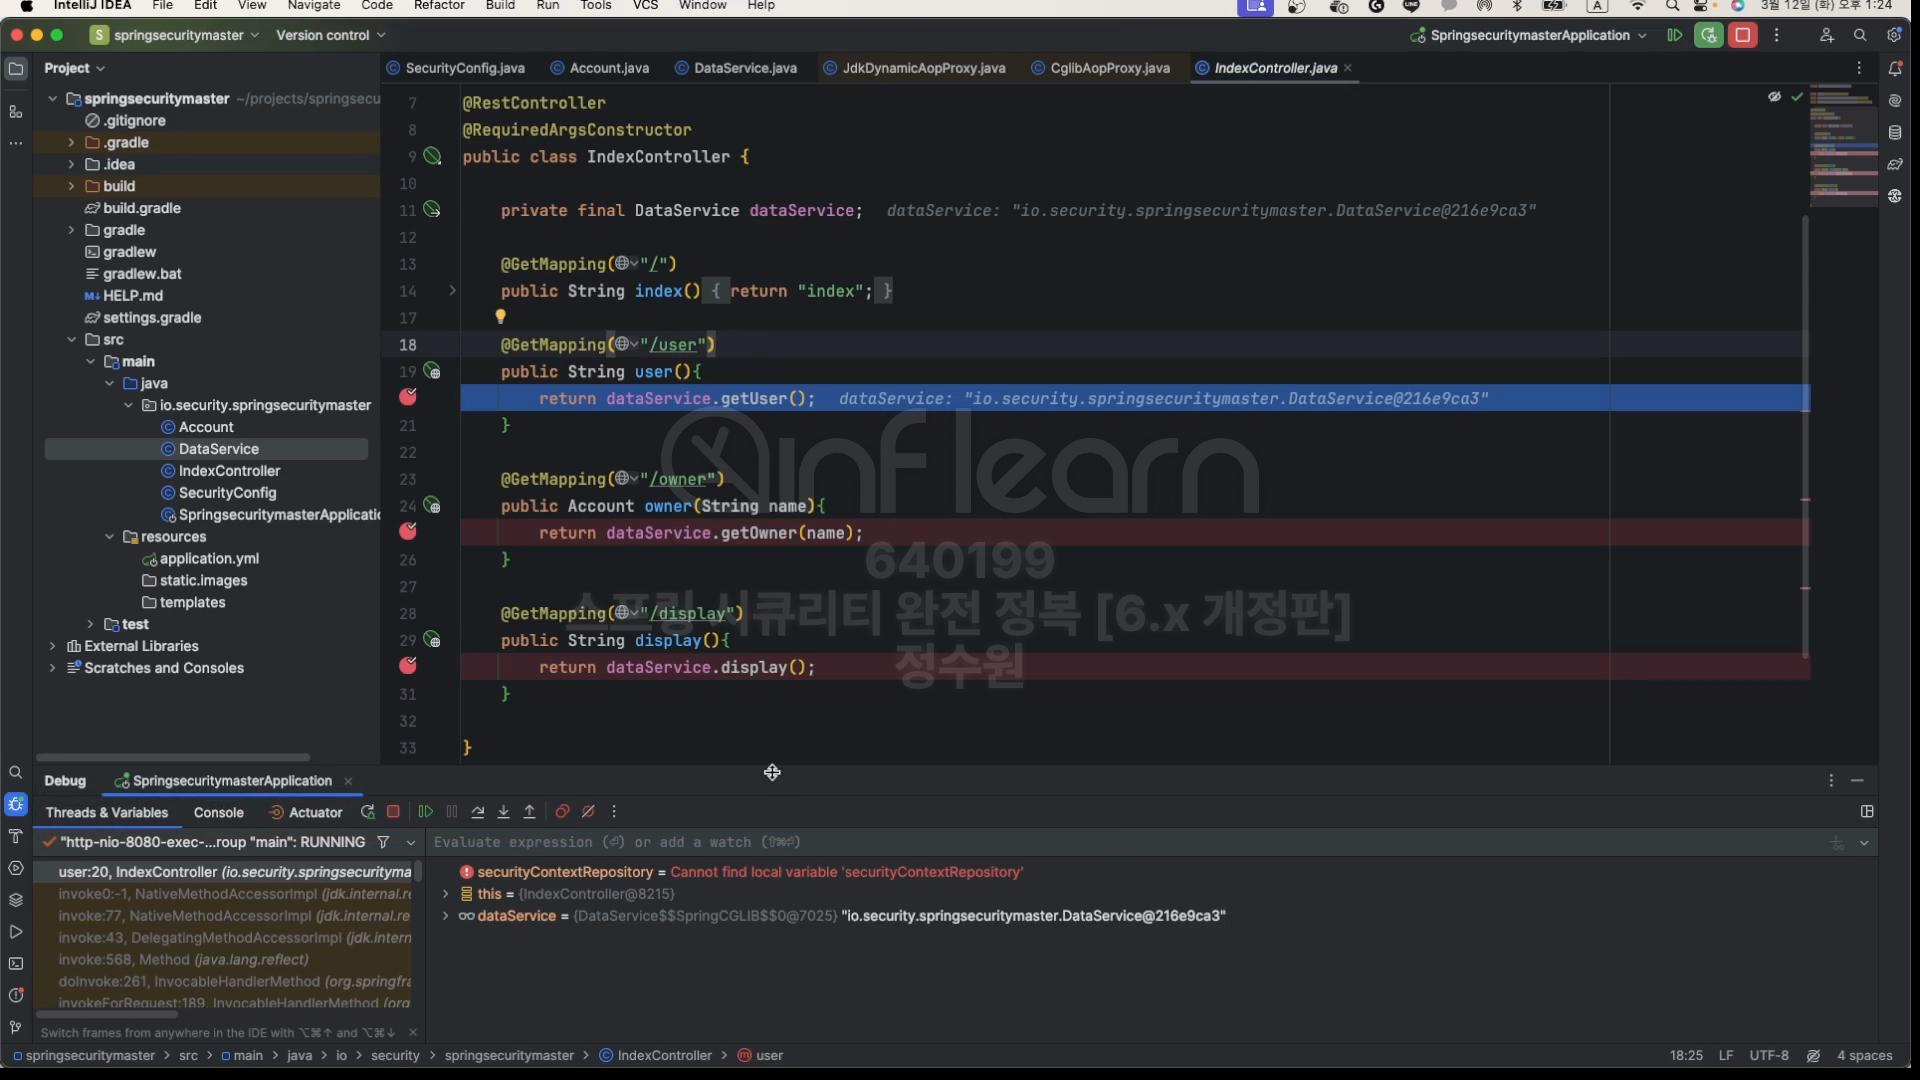 IntelliJ IDEA File Edit View Navigate Code Refactor Build Run Tools VCS Window Help A 3월 12일 (화) 오후 1:24
S springsecuritymaster Version control SpringsecuritymasterApplication
Project
SecurityConfig.java Account.java DataService.java JdkDynamicAopProxy.java CglibAopProxy.java IndexController.java
springsecuritymaster ~/projects/springsecu
.gitignore
.gradle
.idea
build
build.gradle
gradle
gradlew
gradlew.bat
M↓ HELP.md
settings.gradle
src
main
java
io.security.springsecuritymaster
Account
DataService
IndexController
SecurityConfig
SpringsecuritymasterApplicatio
resources
application.yml
static.images
templates
test
External Libraries
Scratches and Consoles
7 @RestController
8 @RequiredArgsConstructor
9 public class IndexController {
10
11 private final DataService dataService; dataService: "io.security.springsecuritymaster.DataService@216e9ca3"
12
13 @GetMapping("/")
14 public String index() { return "index"; }
17
18 @GetMapping("/user")
19 public String user(){
return dataService.getUser(); dataService: "io.security.springsecuritymaster.DataService@216e9ca3"
21 }
22
23 @GetMapping("/owner")
24 public Account owner(String name){
return dataService.getOwner(name);
26 }
27
28 @GetMapping("/display")
29 public String display(){
return dataService.display();
31 }
32
33 }
inflearn
640199
스프링 시큐리티 완전 정복 [6.x 개정판]
정수원
Debug SpringsecuritymasterApplication
Threads & Variables Console Actuator
"http-nio-8080-exec-...roup "main": RUNNING
Evaluate expression (⏎) or add a watch (⇧⌘⏎)
user:20, IndexController (io.security.springsecurityma
invoke0:-1, NativeMethodAccessorImpl (jdk.internal.re
invoke:77, NativeMethodAccessorImpl (jdk.internal.re
invoke:43, DelegatingMethodAccessorImpl (jdk.intern
invoke:568, Method (java.lang.reflect)
doInvoke:261, InvocableHandlerMethod (org.springfra
invokeForRequest:189, InvocableHandlerMethod (org
securityContextRepository = Cannot find local variable 'securityContextRepository'
this = {IndexController@8215}
dataService = {DataService$$SpringCGLIB$$0@7025} "io.security.springsecuritymaster.DataService@216e9ca3"
Switch frames from anywhere in the IDE with ⌥⌘↑ and ⌥⌘↓
springsecuritymaster > src > main > java > io > security > springsecuritymaster > IndexController > user
18:25 LF UTF-8 4 spaces